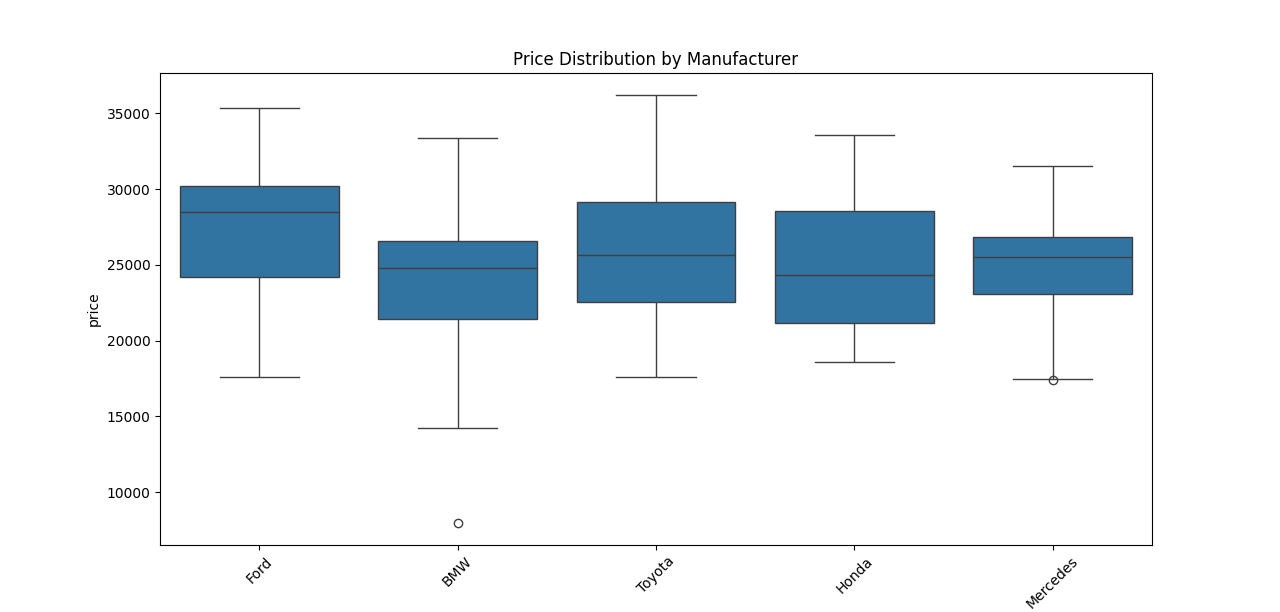 Price Distribution by Manufacturer
35000
30000
25000
20000
15000
10000
price
Ford
BMW
Toyota
Honda
Mercedes